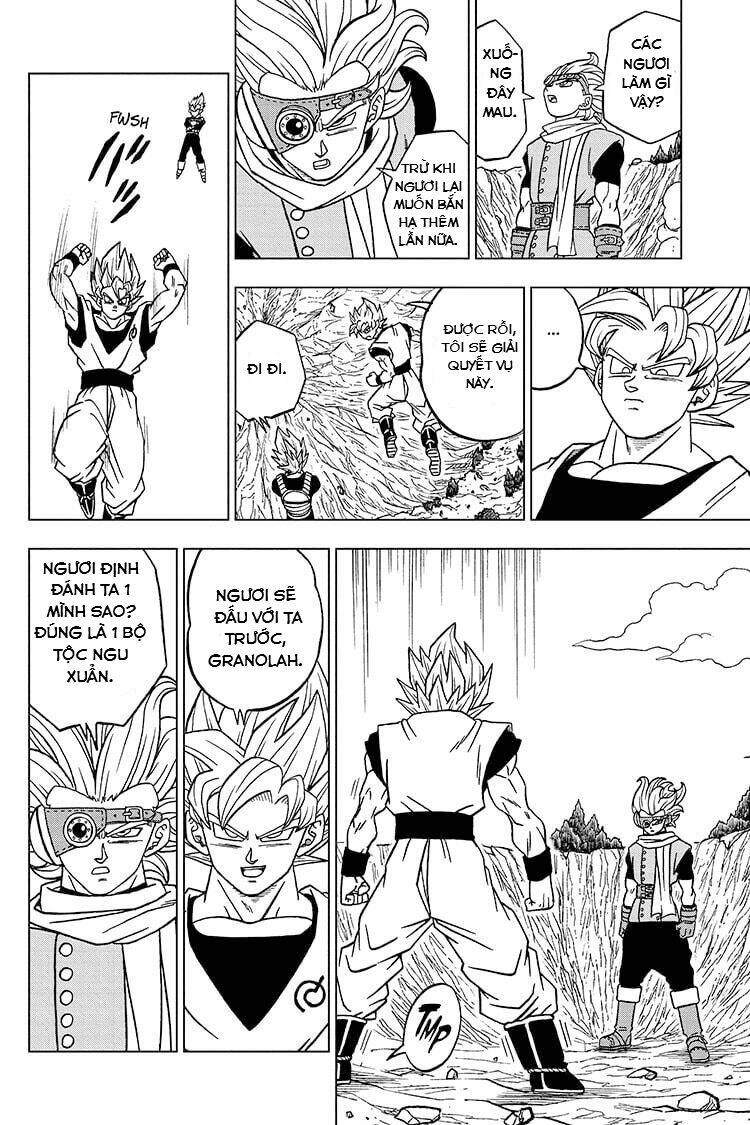 CÁC
NGƯƠI
LÀM GÌ
VẬY?
XUỐ-
NG
ĐÂY
MAU.
TRỪ KHI
NGƯƠI LẠI
MUỐN BẮN
HẠ THÊM
LẦN NỮA.
...
ĐƯỢC RỒI,
TÔI SẼ GIẢI
QUYẾT VỤ
NÀY.
ĐI ĐI.
FWSH
TMP
NGƯƠI SẼ
ĐẤU VỚI TA
TRƯỚC,
GRANOLAH.
NGƯƠI ĐỊNH
ĐÁNH TA 1
MÌNH SAO?
ĐÚNG LÀ 1 BỘ
TỘC NGU
XUẨN.